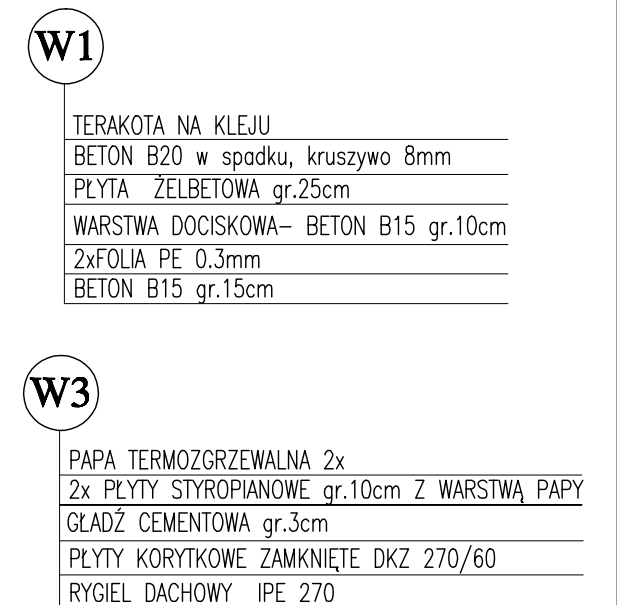 W1
TERAKOTA NA KLEJU
BETON B20 w spadku, kruszywo 8mm
PŁYTA ŻELBETOWA gr.25cm
WARSTWA DOCISKOWA– BETON B15 gr.10cm
2xFOLIA PE 0.3mm
BETON B15 gr.15cm
W3
PAPA TERMOZGRZEWALNA 2x
2x PŁYTY STYROPIANOWE gr.10cm Z WARSTWĄ PAPY
GŁADŹ CEMENTOWA gr.3cm
PŁYTY KORYTKOWE ZAMKNIĘTE DKZ 270/60
RYGIEL DACHOWY IPE 270